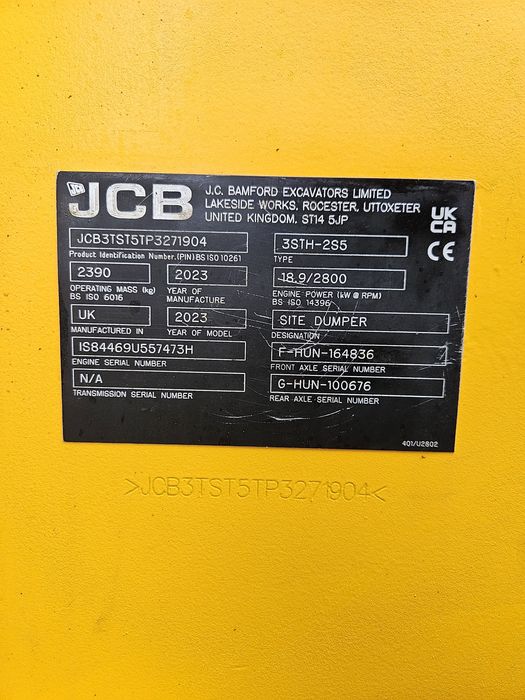 JCB JCB
J.C. BAMFORD EXCAVATORS LIMITED
LAKESIDE WORKS, ROCESTER, UTTOXETER
UNITED KINGDOM. ST14 5JP
UK
CA
CE
JCB3TST5TP3271904
Product Identification Number.(PIN)BS ISO 10261
3STH-2S5
TYPE
2390
OPERATING MASS (kg)
BS ISO 6016
2023
YEAR OF
MANUFACTURE
18.9/2800
ENGINE POWER (kW @ RPM)
BS ISO 14396
UK
MANUFACTURED IN
2023
YEAR OF MODEL
SITE DUMPER
DESIGNATION
IS84469U557473H
ENGINE SERIAL NUMBER
F-HUN-164836
FRONT AXLE SERIAL NUMBER
N/A
TRANSMISSION SERIAL NUMBER
G-HUN-100676
REAR AXLE SERIAL NUMBER
401/U2802
>JCB3TST5TP3271904<